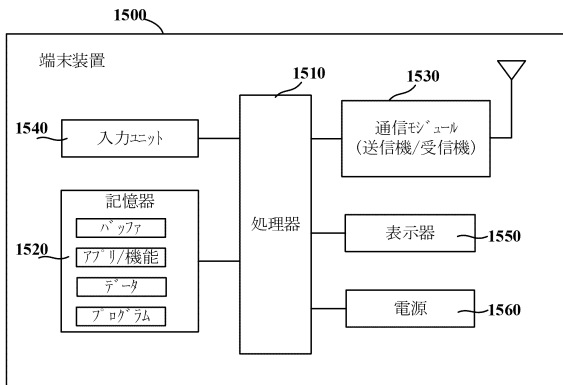 1500
端末装置
1510
1530
1540
入力ユニット
通信ﾓｼﾞｭｰﾙ
(送信機/受信機)
記憶器
1520
ﾊﾞｯﾌｧ
ｱﾌﾟﾘ/機能
ﾃﾞｰﾀ
ﾌﾟﾛｸﾞﾗﾑ
処理器
表示器
1550
電源
1560